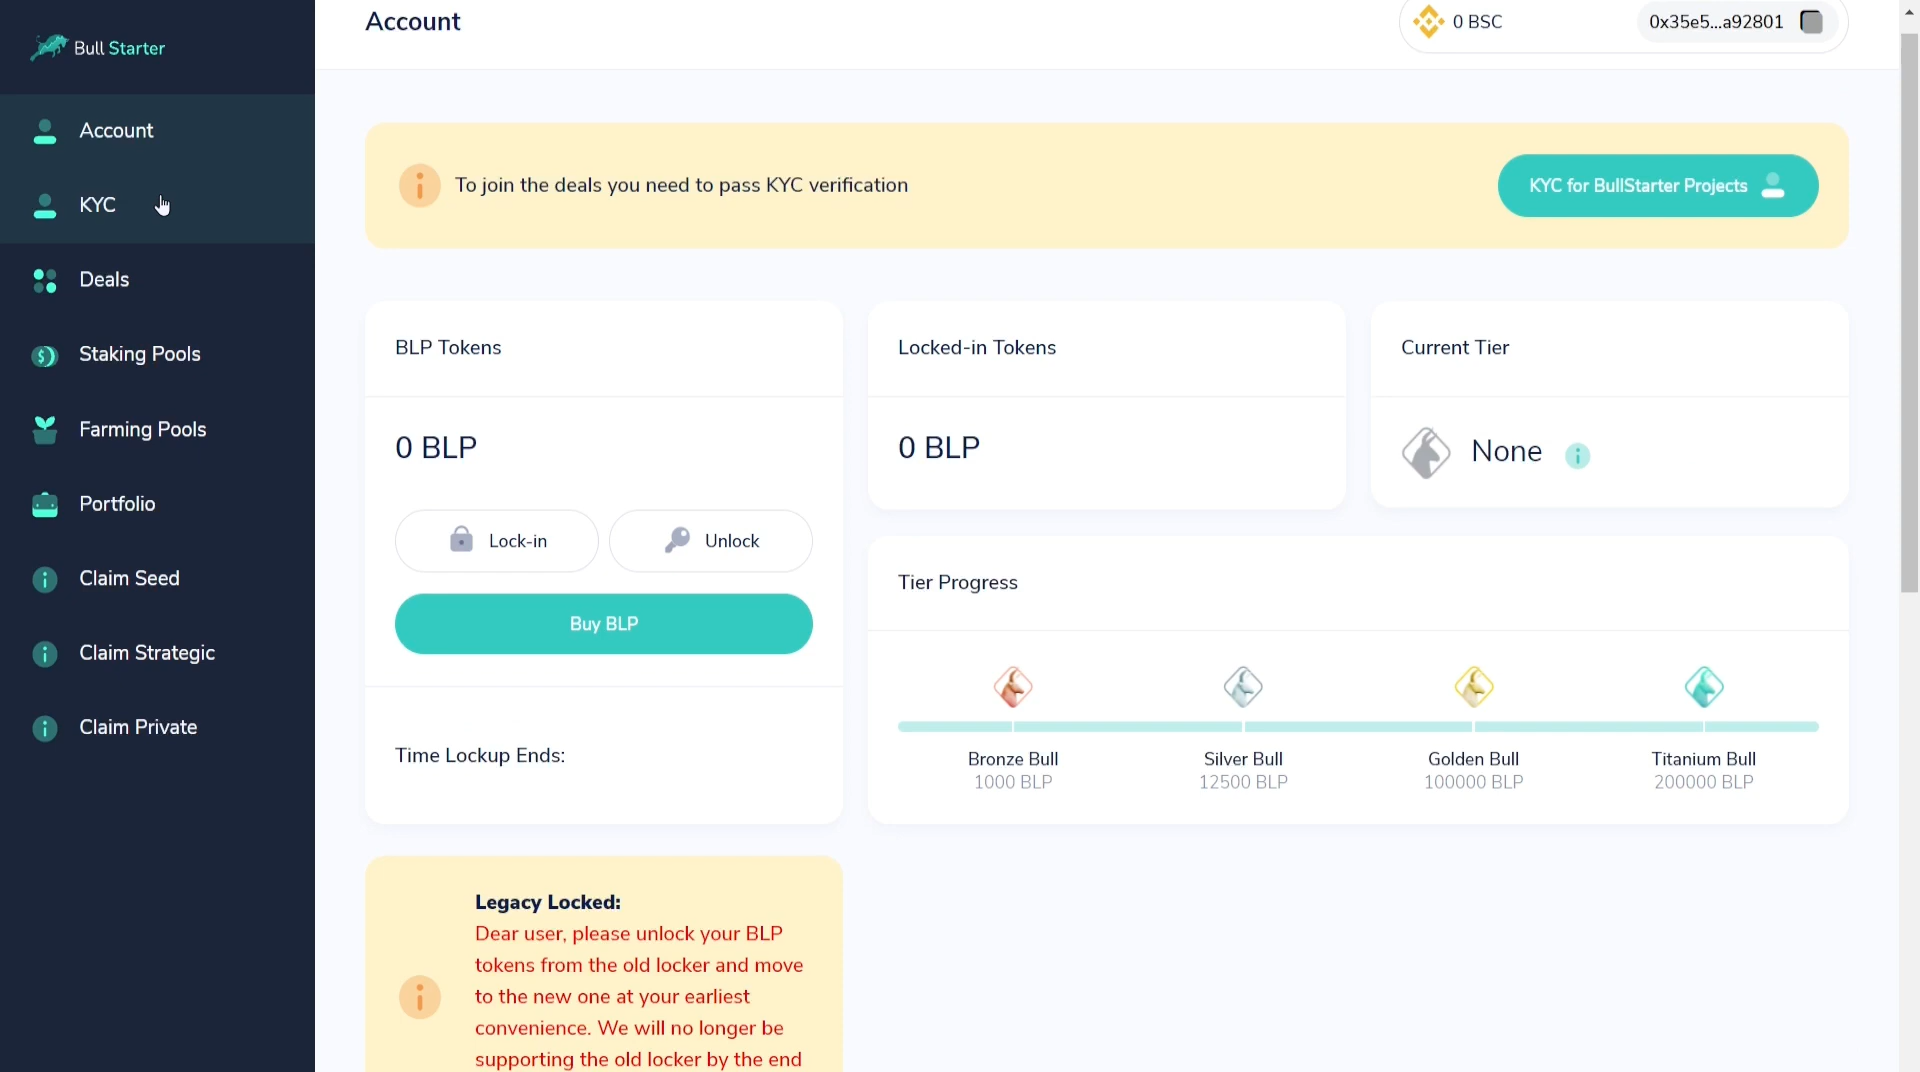 Bull Starter
Account
KYC
Deals
Staking Pools
Farming Pools
Portfolio
Claim Seed
Claim Strategic
Claim Private
Account
0 BSC
0x35e5...a92801
To join the deals you need to pass KYC verification
KYC for BullStarter Projects
BLP Tokens
0 BLP
Lock-in
Unlock
Buy BLP
Time Lockup Ends:
Locked-in Tokens
0 BLP
Current Tier
None
Tier Progress
Bronze Bull
1000 BLP
Silver Bull
12500 BLP
Golden Bull
100000 BLP
Titanium Bull
200000 BLP
Legacy Locked:
Dear user, please unlock your BLP
tokens from the old locker and move
to the new one at your earliest
convenience. We will no longer be
supporting the old locker by the end